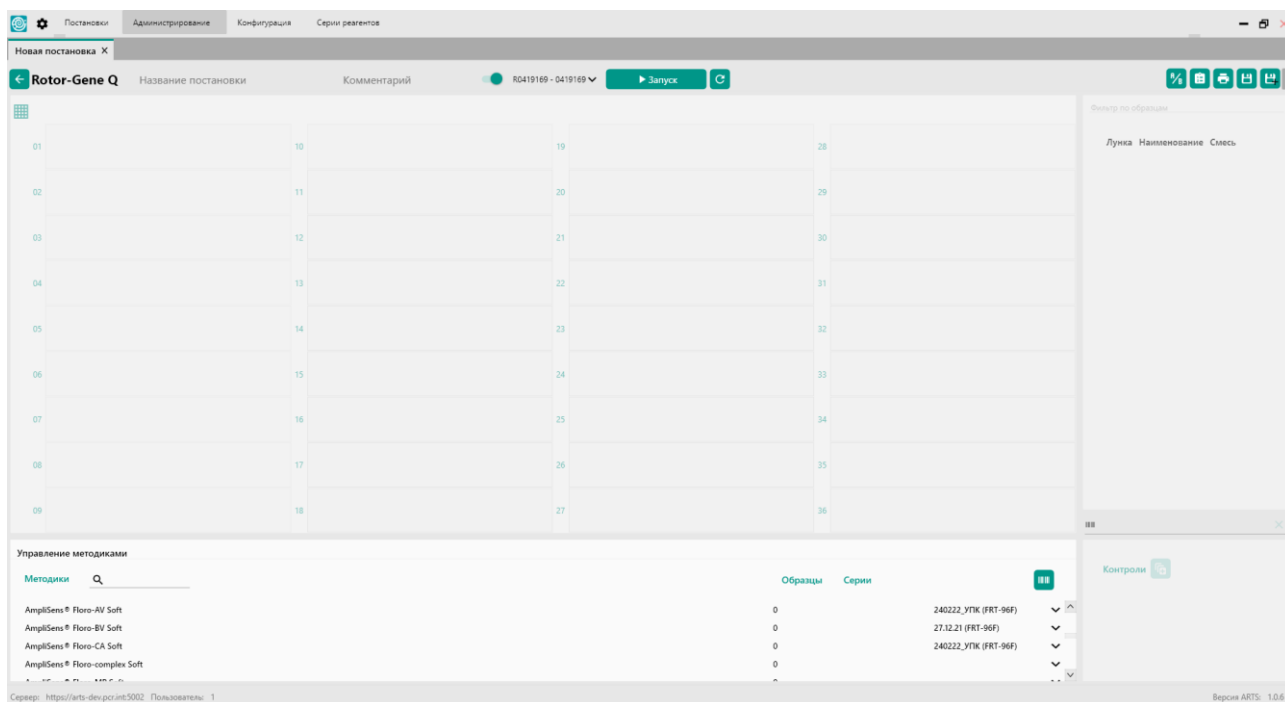 Постановки Администрирование Конфигурация Серии реагентов
Новая постановка X
Rotor-Gene Q Название постановки Комментарий R0419169 - 0419169 Запуск
Фильтр по образцам
Лунка Наименование Смесь
01 10 19 28
02 11 20 29
03 12 21 30
04 13 22 31
05 14 23 32
06 15 24 33
07 16 25 34
08 17 26 35
09 18 27 36
Управление методиками
Методики Образцы Серии
Контроли
AmpliSens® Floro-AV Soft 0 240222_УПК (FRT-96F)
AmpliSens® Floro-BV Soft 0 27.12.21 (FRT-96F)
AmpliSens® Floro-CA Soft 0 240222_УПК (FRT-96F)
AmpliSens® Floro-complex Soft 0
Сервер: https://arts-dev.pcr.int:5002 Пользователь: 1 Версия ARTS: 1.0.6